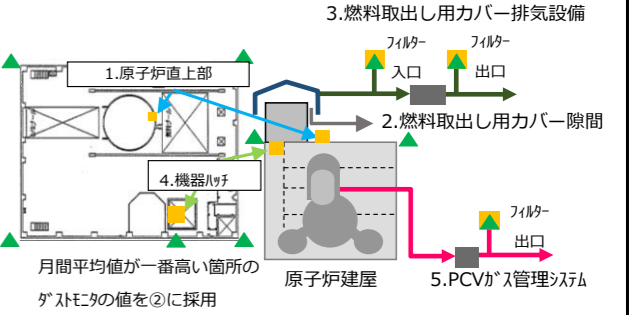 3.燃料取出し用カバー排気設備
ﾌｨﾙﾀｰ
ﾌｨﾙﾀｰ
1.原子炉直上部
入口
出口
2.燃料取出し用カバー隙間
4.機器ﾊｯﾁ
ﾌｨﾙﾀｰ
出口
月間平均値が一番高い箇所の
ﾀﾞｽﾄﾓﾆﾀの値を②に採用
原子炉建屋
5.PCVｶﾞｽ管理ｼｽﾃﾑ